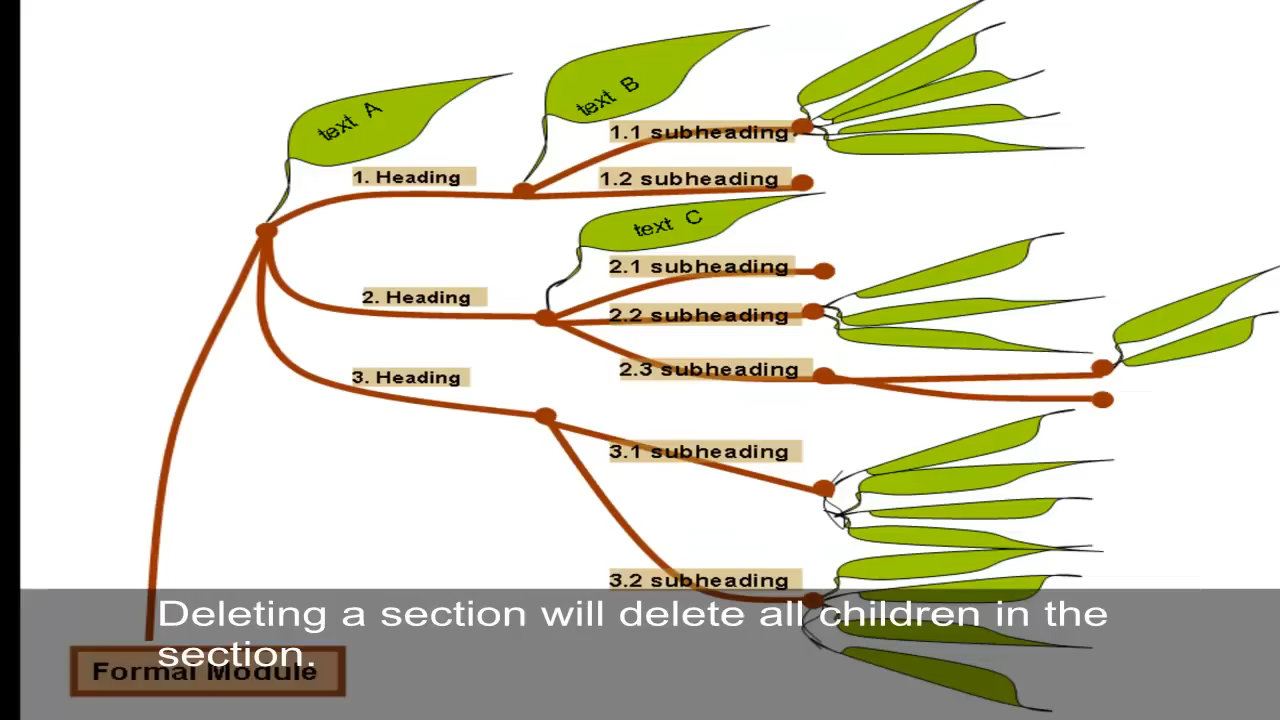 text A
text B
1.1 subheading
1. Heading
1.2 subheading
text C
2.1 subheading
2. Heading
2.2 subheading
2.3 subheading
3. Heading
3.1 subheading
3.2 subheading
Deleting a section will delete all children in the
section.
Formal Module